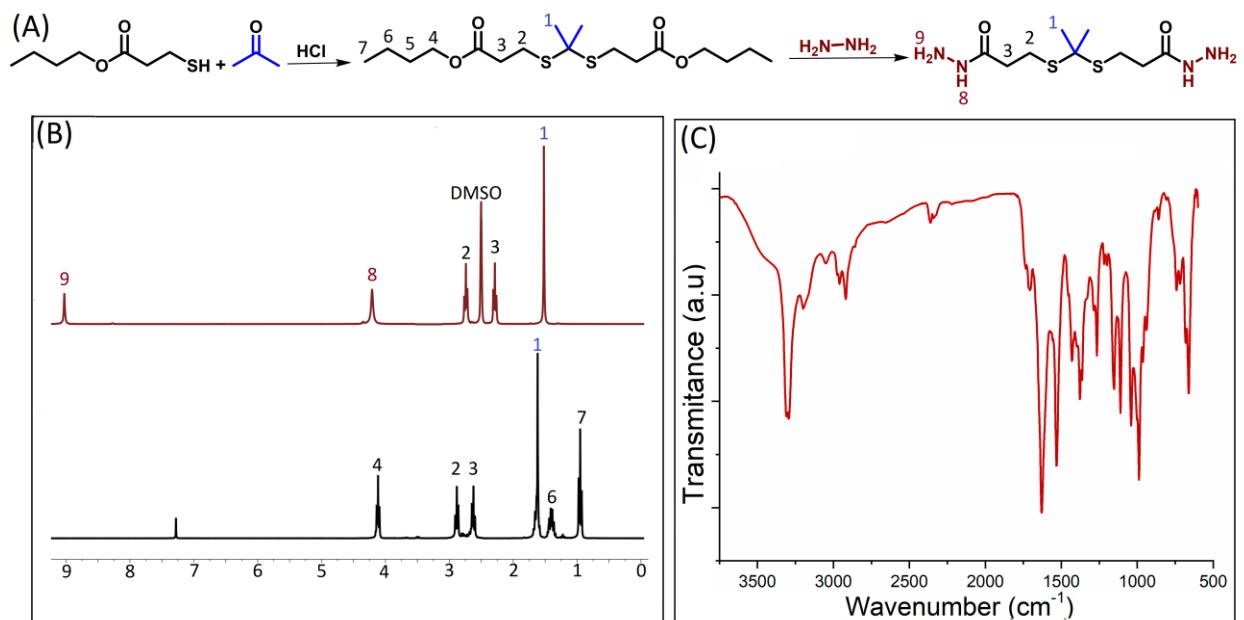 (A)
O
O
SH
+
O
HCl
7 6 5 4
O
O
3 2
S
1
S
O
O
H₂N-NH₂
9
H₂N
N
H
8
O
3 2
S
1
S
O
H
N
NH₂
(B)
1
DMSO
9 8 2 3
1
4 2 3 6 7
9 8 7 6 5 4 3 2 1 0
(C)
Transmitance (a.u)
3500 3000 2500 2000 1500 1000 500
Wavenumber (cm⁻¹)